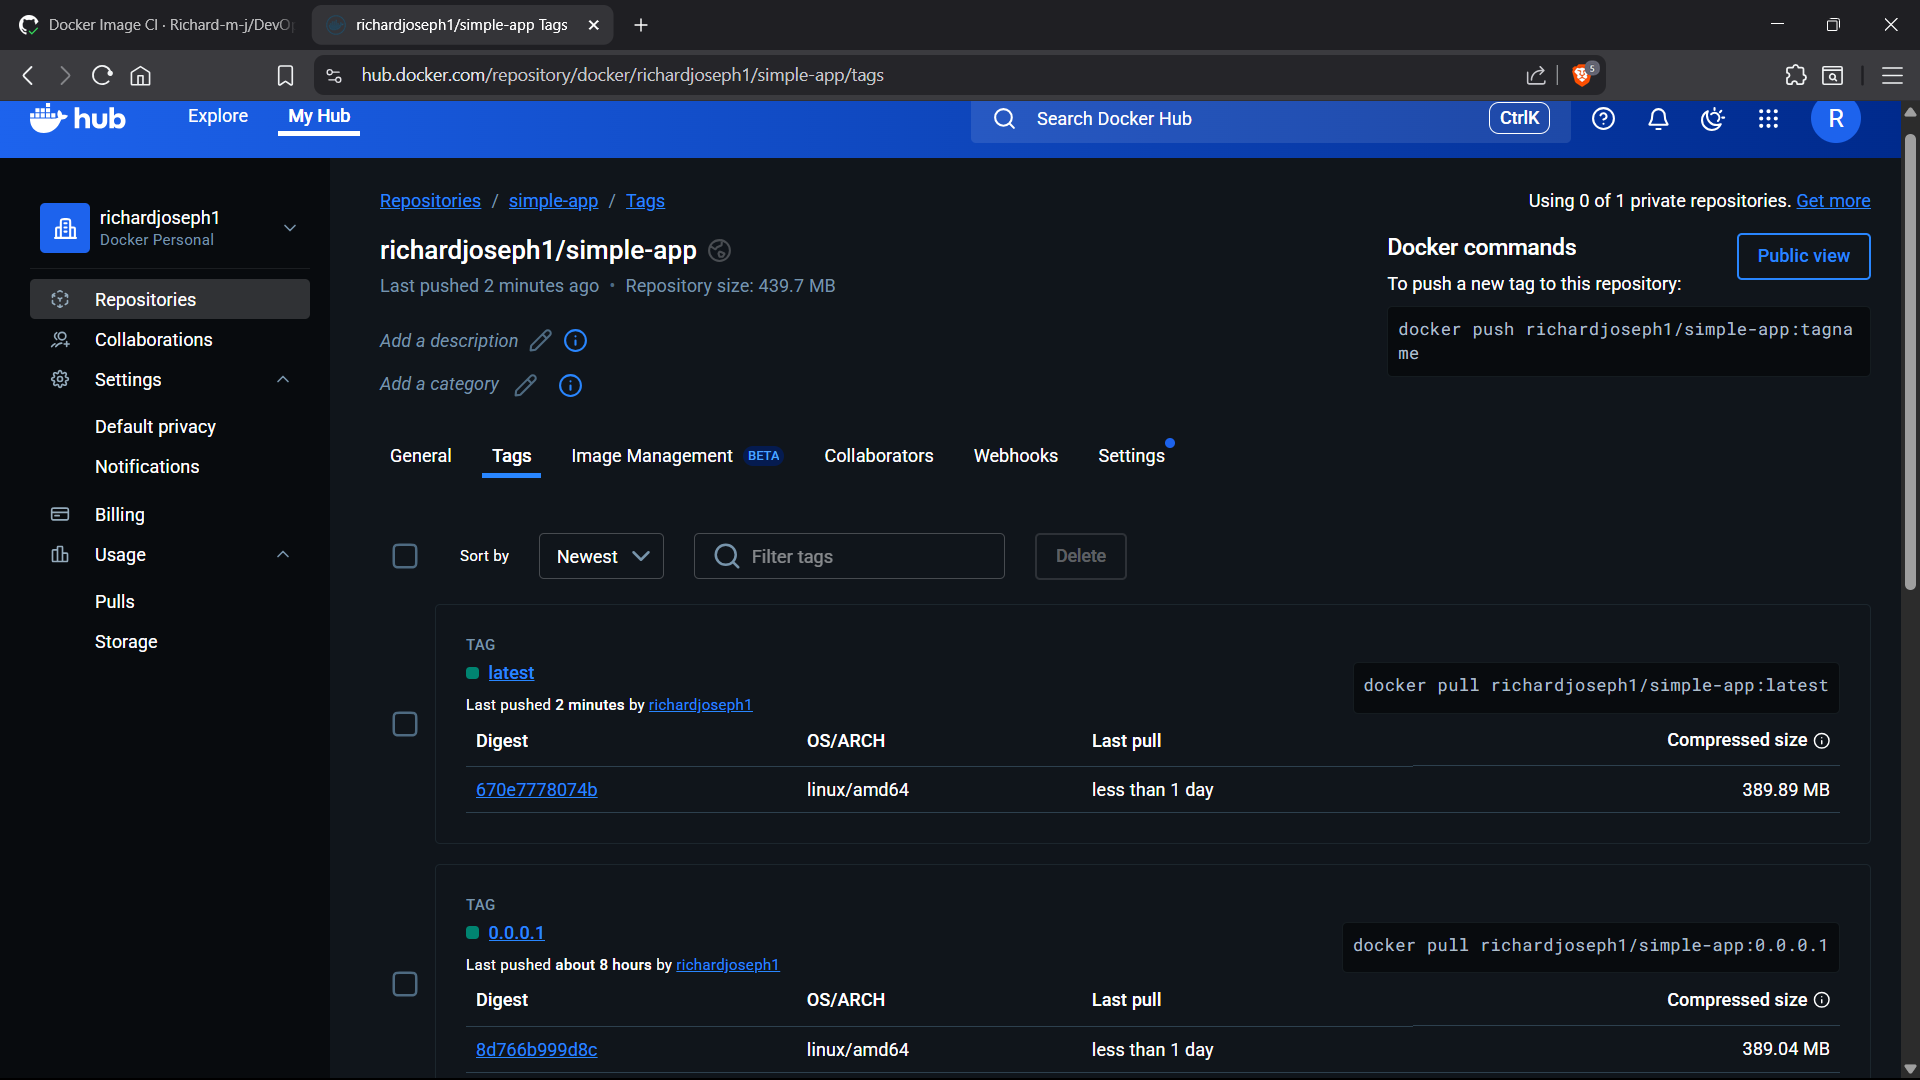 Docker Image CI · Richard-m-j/DevO
richardjoseph1/simple-app Tags
hub.docker.com/repository/docker/richardjoseph1/simple-app/tags
5
hub
Explore
My Hub
Search Docker Hub
CtrlK
R
richardjoseph1
Docker Personal
Repositories
Collaborations
Settings
Default privacy
Notifications
Billing
Usage
Pulls
Storage
Repositories / simple-app / Tags
Using 0 of 1 private repositories. Get more
richardjoseph1/simple-app
Last pushed 2 minutes ago • Repository size: 439.7 MB
Add a description
Add a category
Docker commands
Public view
To push a new tag to this repository:
docker push richardjoseph1/simple-app:tagna
me
General
Tags
Image Management BETA
Collaborators
Webhooks
Settings
Sort by
Newest
Filter tags
Delete
TAG
latest
Last pushed 2 minutes by richardjoseph1
docker pull richardjoseph1/simple-app:latest
Digest OS/ARCH Last pull Compressed size
670e7778074b linux/amd64 less than 1 day 389.89 MB
TAG
0.0.0.1
Last pushed about 8 hours by richardjoseph1
docker pull richardjoseph1/simple-app:0.0.0.1
Digest OS/ARCH Last pull Compressed size
8d766b999d8c linux/amd64 less than 1 day 389.04 MB